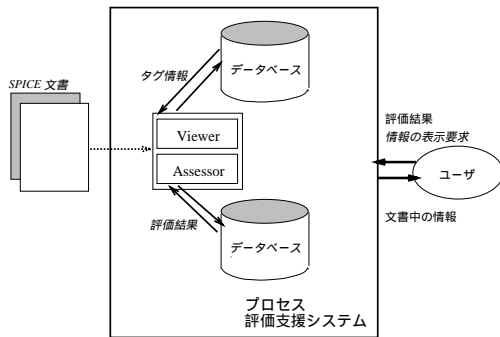 SPICE 文書
タグ情報
データベース
Viewer
Assessor
評価結果
データベース
プロセス
評価支援システム
評価結果
情報の表示要求
ユーザ
文書中の情報